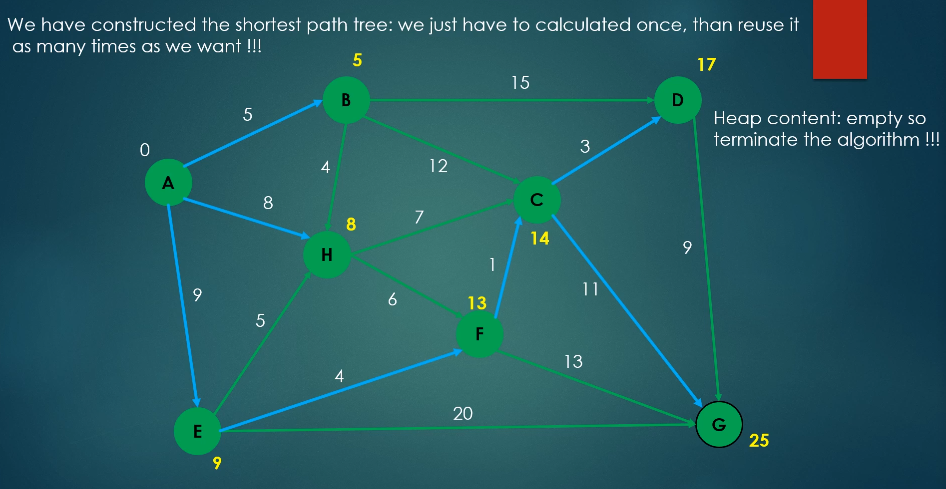 We have constructed the shortest path tree: we just have to calculated once, than reuse it
as many times as we want !!!
5
17
15
B
D
5
Heap content: empty so
terminate the algorithm !!!
3
0
4
12
A
8
C
7
8
14
9
H
1
11
9
6
13
5
F
13
4
20
E
G
25
9